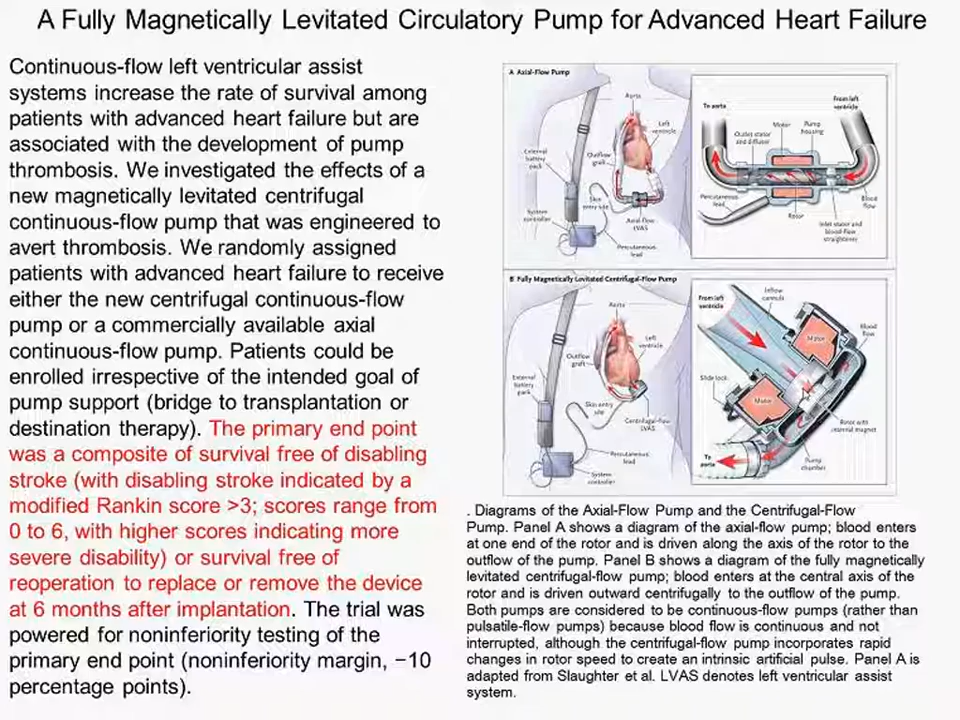 A Fully Magnetically Levitated Circulatory Pump for Advanced Heart Failure
Continuous-flow left ventricular assist
systems increase the rate of survival among
patients with advanced heart failure but are
associated with the development of pump
thrombosis. We investigated the effects of a
new magnetically levitated centrifugal
continuous-flow pump that was engineered to
avert thrombosis. We randomly assigned
patients with advanced heart failure to receive
either the new centrifugal continuous-flow
pump or a commercially available axial
continuous-flow pump. Patients could be
enrolled irrespective of the intended goal of
pump support (bridge to transplantation or
destination therapy). The primary end point
was a composite of survival free of disabling
stroke (with disabling stroke indicated by a
modified Rankin score >3; scores range from
0 to 6, with higher scores indicating more
severe disability) or survival free of
reoperation to replace or remove the device
at 6 months after implantation. The trial was
powered for noninferiority testing of the
primary end point (noninferiority margin, −10
percentage points).
A Axial-Flow Pump
Aorta
Left
ventricle
External
battery
pack
Outflow
graft
Skin
entry site
System
controller
Axial-flow
LVAS
Percutaneous
lead
To aorta
From left
ventricle
Motor
Pump
housing
Outlet stator
and diffuser
Percutaneous
lead
Rotor
Blood
flow
Inlet stator and
blood-flow
straightener
B Fully Magnetically Levitated Centrifugal-Flow Pump
Aorta
Left
ventricle
Outflow
graft
External
battery
pack
Skin entry
site
Centrifugal-flow
LVAS
Percutaneous
lead
System
controller
From left
ventricle
Inflow
cannula
Blood
flow
Motor
Slide lock
Motor
Rotor with
internal magnet
To
aorta
Pump
chamber
. Diagrams of the Axial-Flow Pump and the Centrifugal-Flow
Pump. Panel A shows a diagram of the axial-flow pump; blood enters
at one end of the rotor and is driven along the axis of the rotor to the
outflow of the pump. Panel B shows a diagram of the fully magnetically
levitated centrifugal-flow pump; blood enters at the central axis of the
rotor and is driven outward centrifugally to the outflow of the pump.
Both pumps are considered to be continuous-flow pumps (rather than
pulsatile-flow pumps) because blood flow is continuous and not
interrupted, although the centrifugal-flow pump incorporates rapid
changes in rotor speed to create an intrinsic artificial pulse. Panel A is
adapted from Slaughter et al. LVAS denotes left ventricular assist
system.